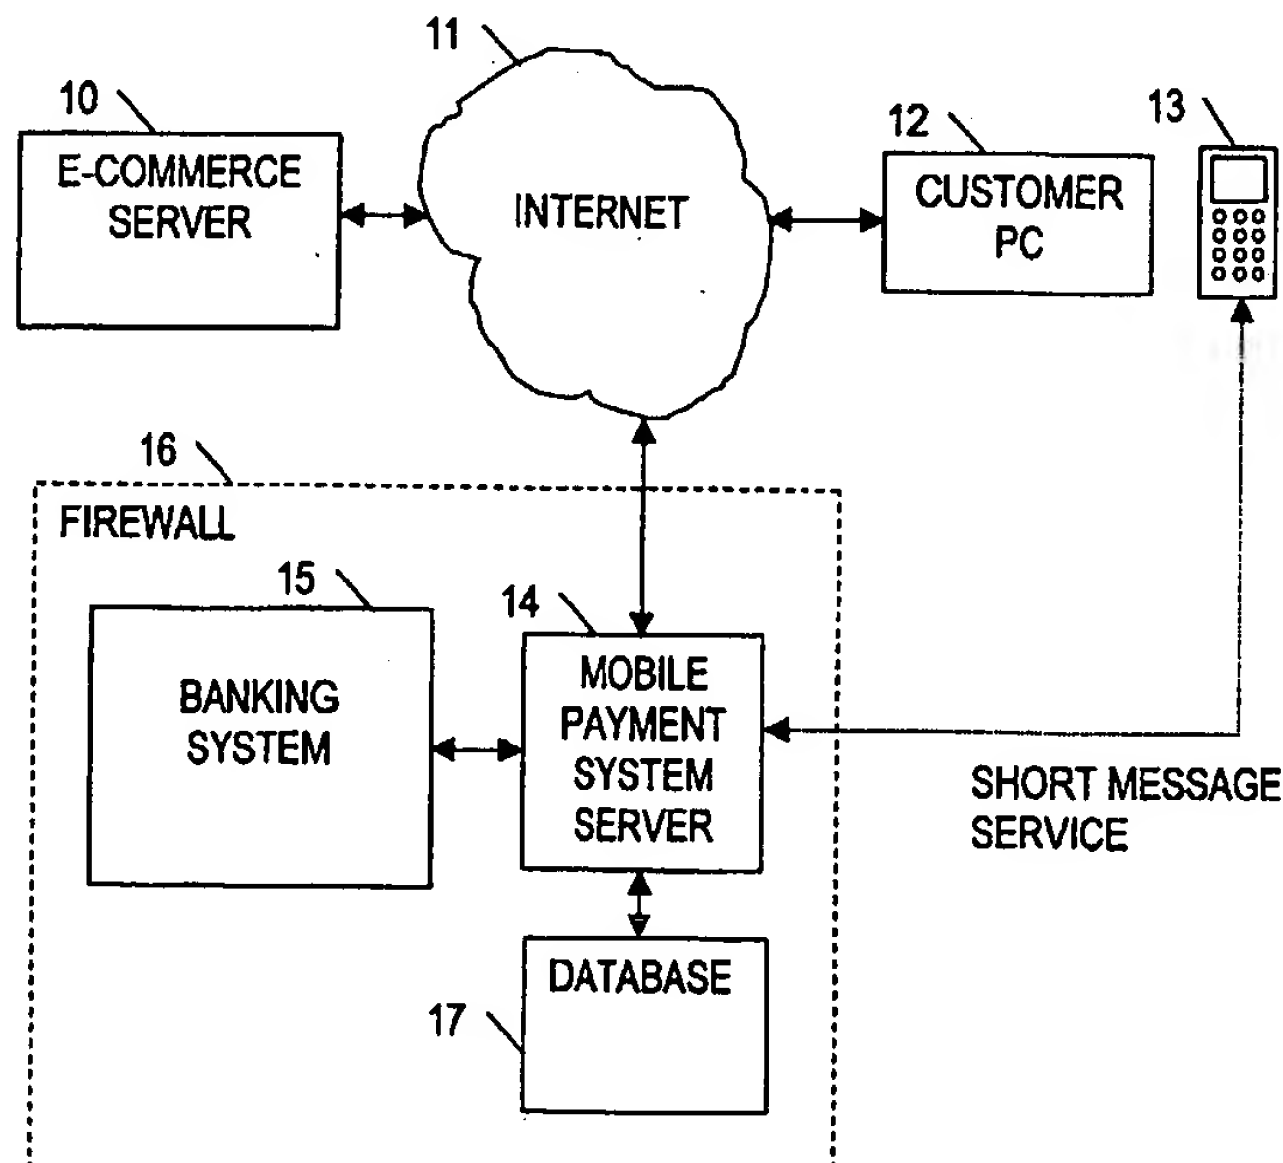 11
10
12
13
E-COMMERCE
SERVER
INTERNET
CUSTOMER
PC
16
FIREWALL
15
14
BANKING
SYSTEM
MOBILE
PAYMENT
SYSTEM
SERVER
SHORT MESSAGE
SERVICE
DATABASE
17